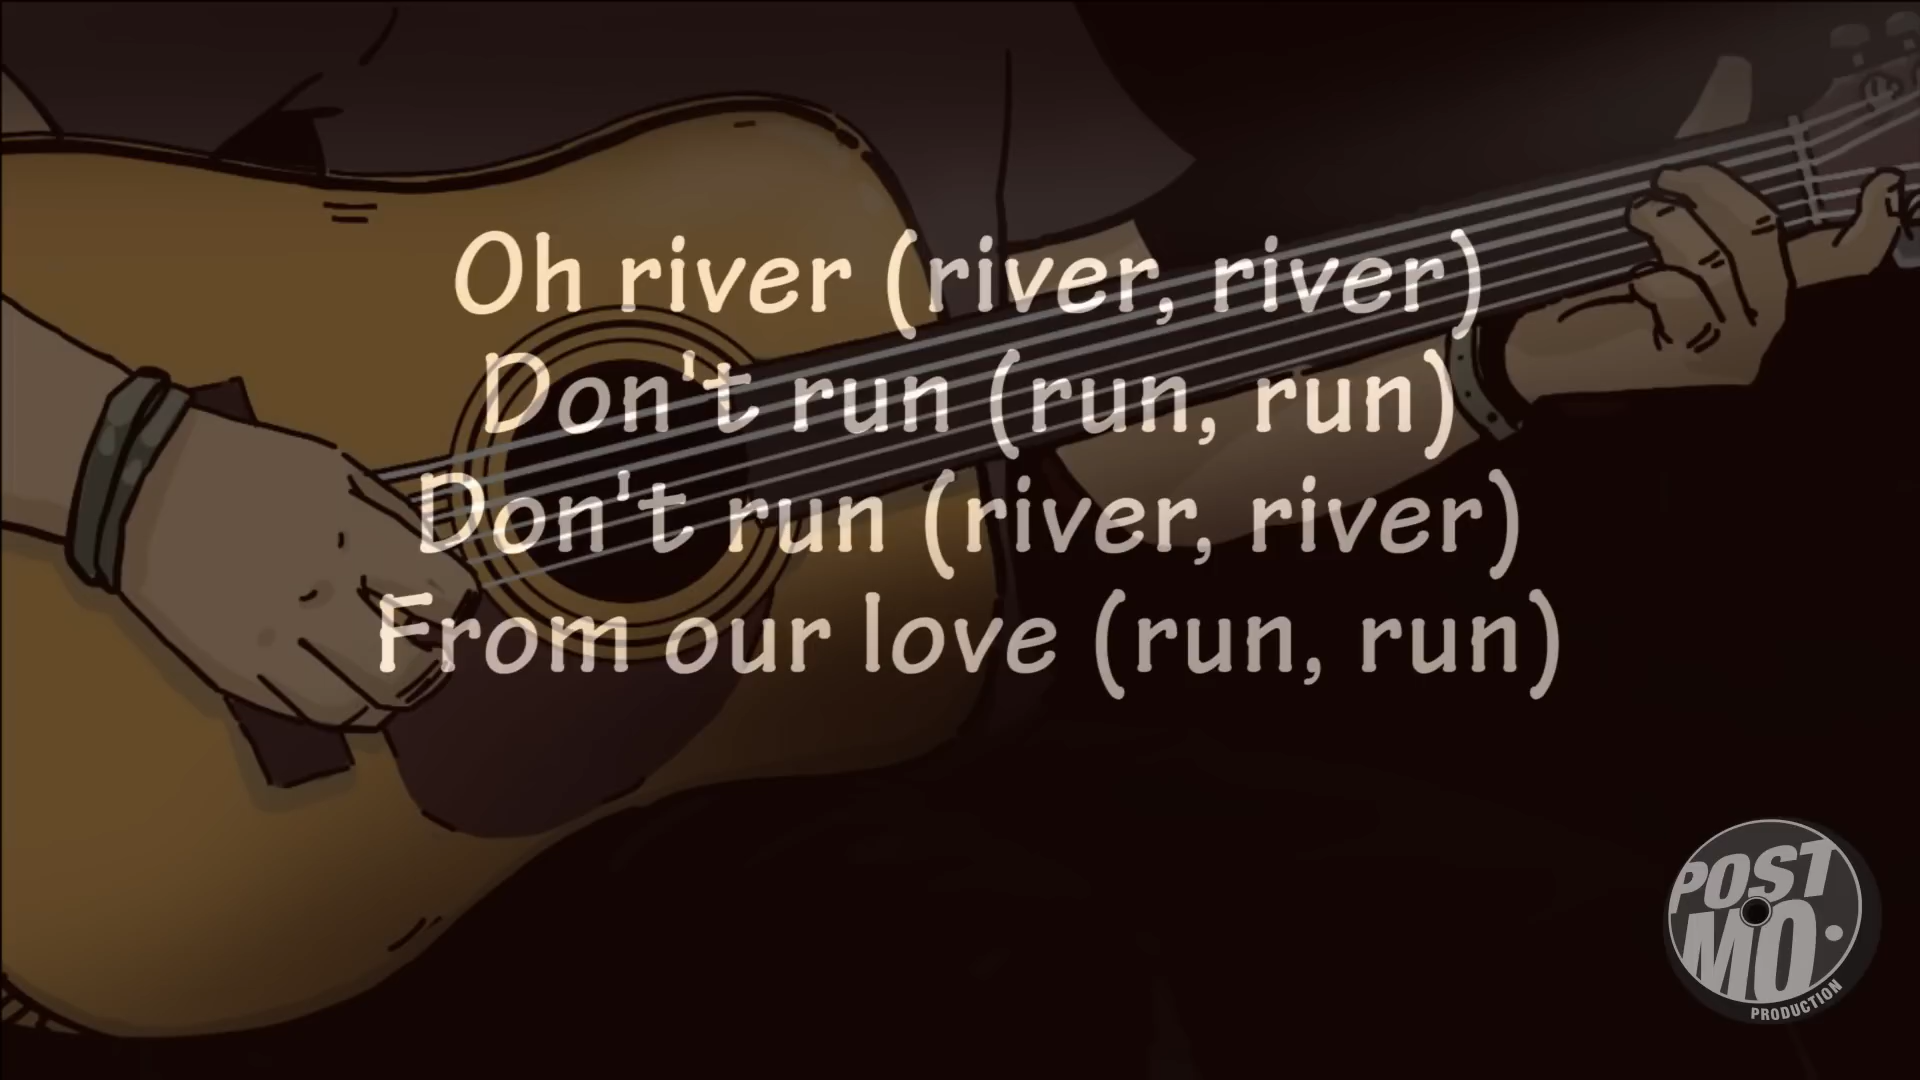 Oh river (river, river)
Don't run (run, run)
Don't run (river, river)
From our love (run, run)
POST
MO.
PRODUCTION